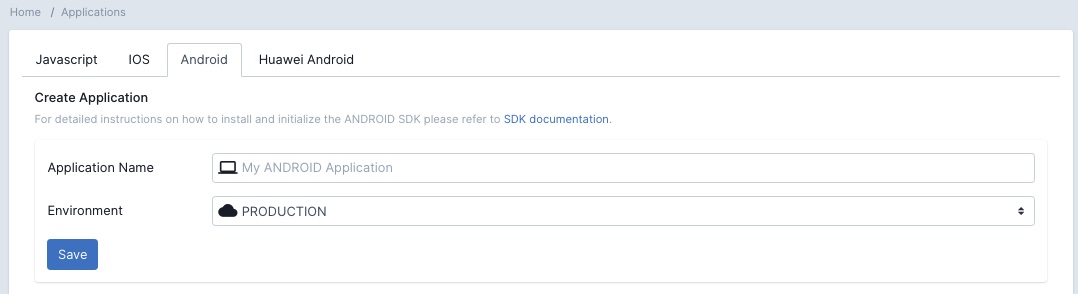 Home / Applications
Javascript IOS Android Huawei Android
Create Application
For detailed instructions on how to install and initialize the ANDROID SDK please refer to SDK documentation.
Application Name My ANDROID Application
Environment PRODUCTION
Save